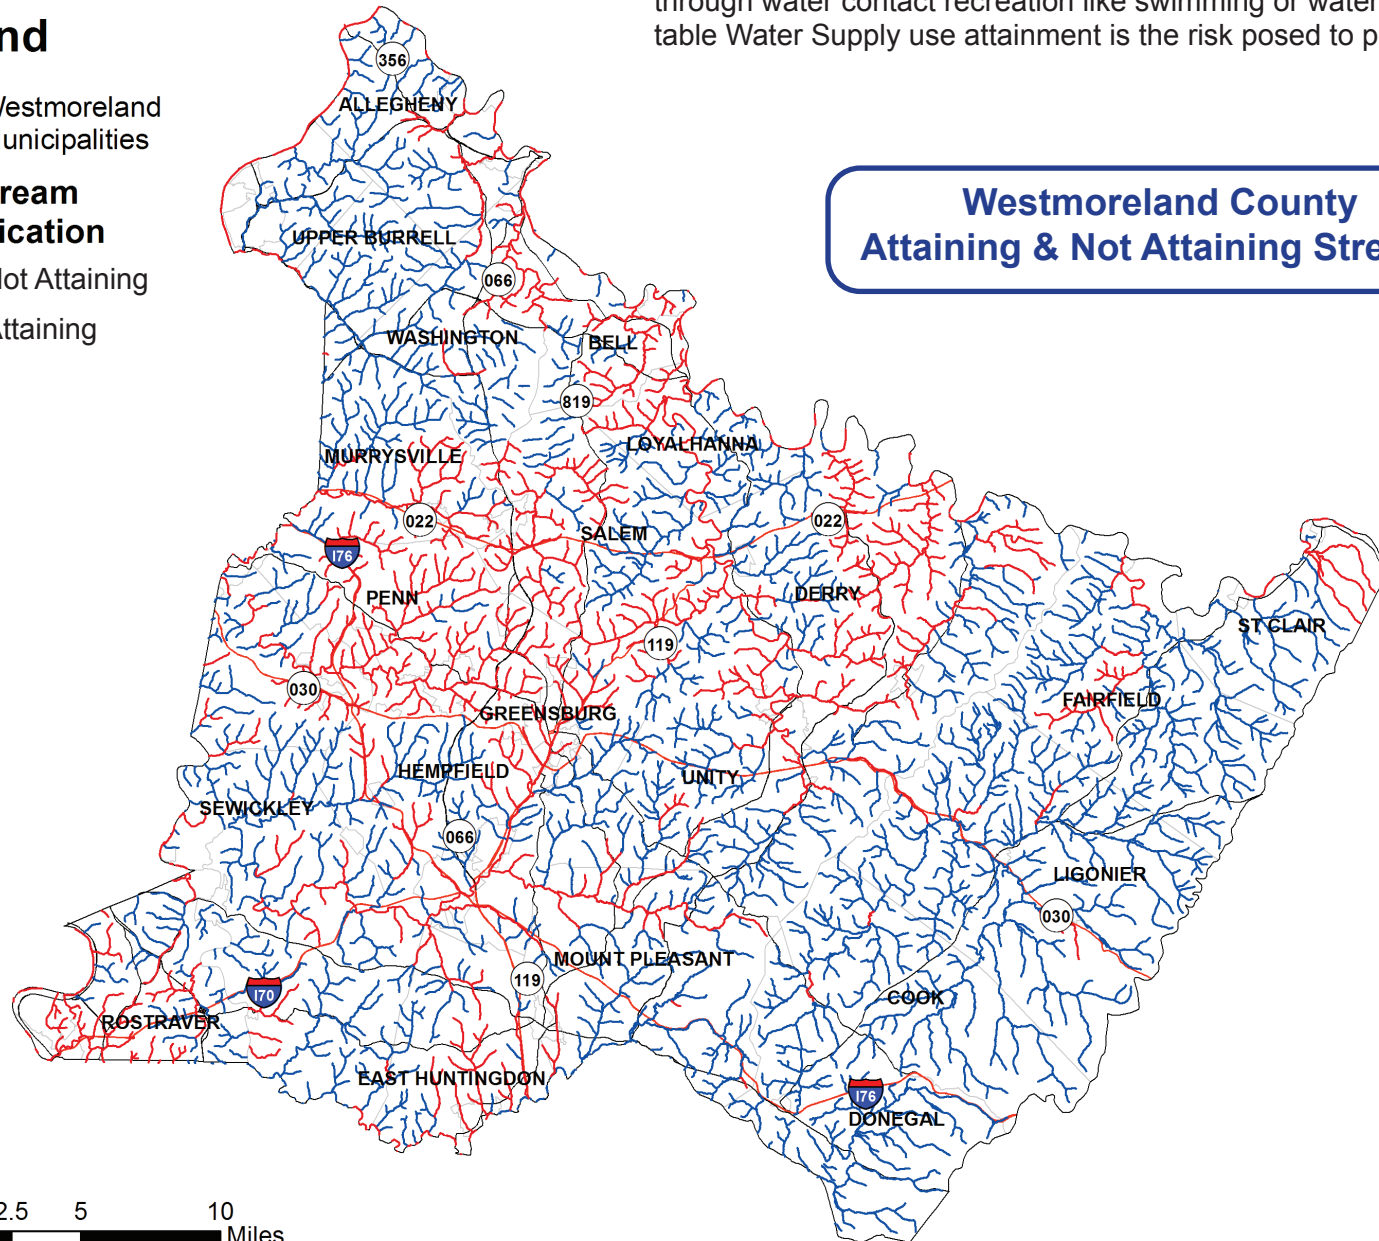 through water contact recreation like swimming or water
table Water Supply use attainment is the risk posed to p
nd
Westmoreland
unicipalities
ream
ication
Not Attaining
Attaining
Westmoreland County
Attaining & Not Attaining Stre
356
ALLEGHENY
UPPER BURRELL
066
WASHINGTON
BELL
819
LOYALHANNA
MURRYSVILLE
022
SALEM
022
I76
PENN
DERRY
119
ST CLAIR
030
GREENSBURG
FAIRFIELD
HEMPFIELD
UNITY
SEWICKLEY
066
LIGONIER
030
MOUNT PLEASANT
119
I70
COOK
ROSTRAVER
EAST HUNTINGDON
I76
DONEGAL
2.5 5 10
Miles